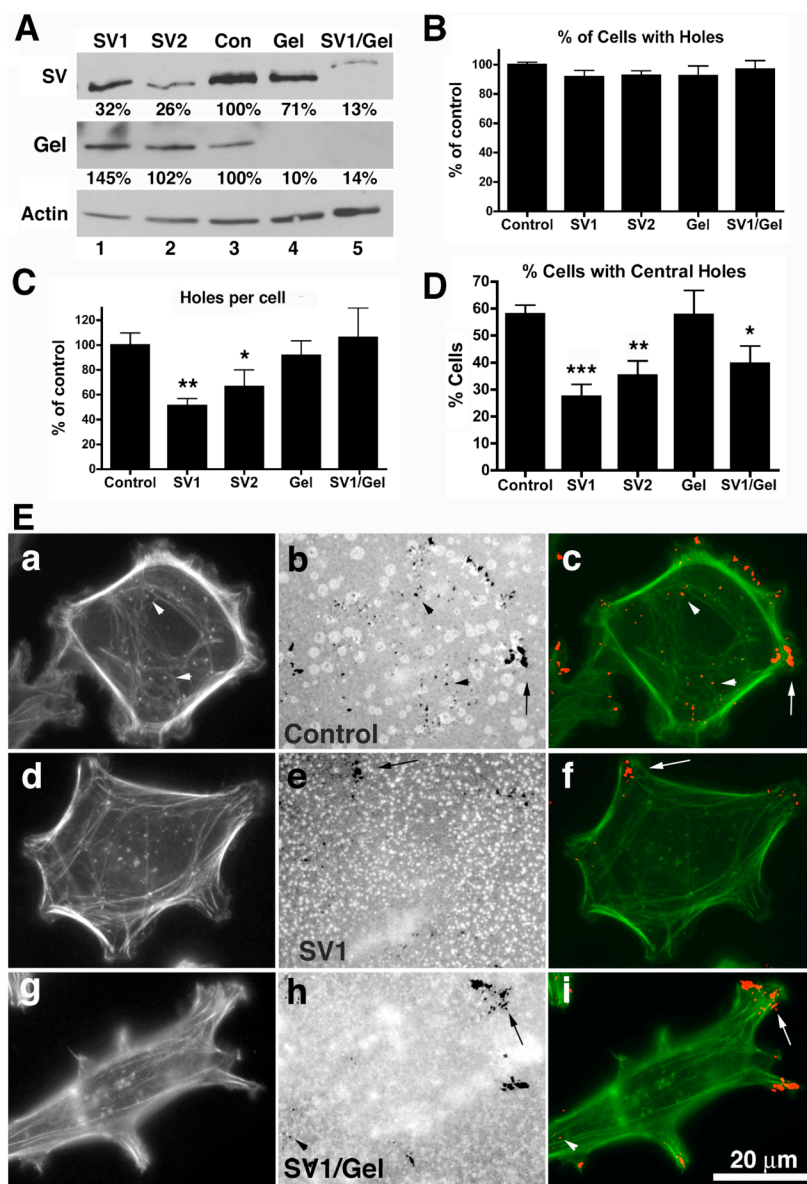 A
SV1 SV2 Con Gel SV1/Gel
SV
32% 26% 100% 71% 13%
Gel
145% 102% 100% 10% 14%
Actin
1 2 3 4 5
B
% of Cells with Holes
% of control
100
80
60
40
20
0
Control SV1 SV2 Gel SV1/Gel
C
Holes per cell
% of control
120
100
80
60
40
20
0
** *
Control SV1 SV2 Gel SV1/Gel
D
% Cells with Central Holes
% Cells
70
60
50
40
30
20
10
0
*** ** *
Control SV1 SV2 Gel SV1/Gel
E
a b c
Control
d e f
SV1
g h i
SV1/Gel
20 µm